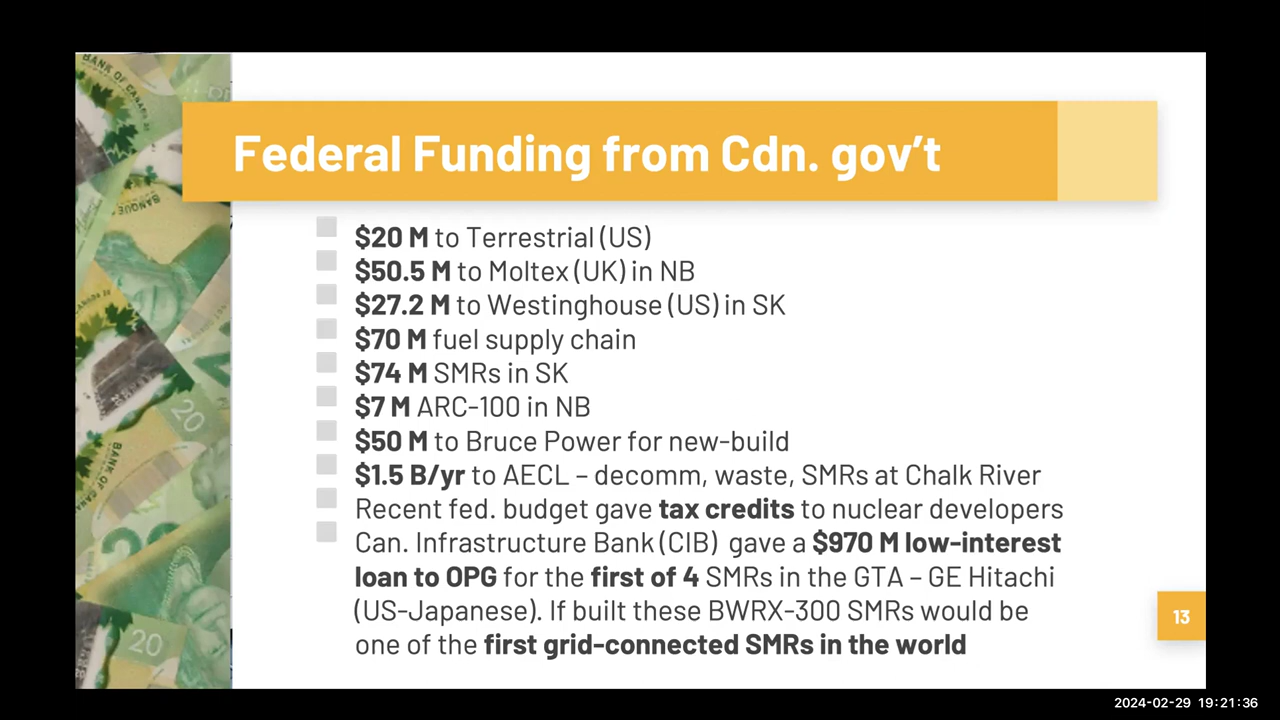 Federal Funding from Cdn. gov't
$20 M to Terrestrial (US)
$50.5 M to Moltex (UK) in NB
$27.2 M to Westinghouse (US) in SK
$70 M fuel supply chain
$74 M SMRs in SK
$7 M ARC-100 in NB
$50 M to Bruce Power for new-build
$1.5 B/yr to AECL – decomm, waste, SMRs at Chalk River
Recent fed. budget gave tax credits to nuclear developers
Can. Infrastructure Bank (CIB) gave a $970 M low-interest
loan to OPG for the first of 4 SMRs in the GTA – GE Hitachi
(US-Japanese). If built these BWRX-300 SMRs would be
one of the first grid-connected SMRs in the world
13
BANK OF CANADA
20
20
2024-02-29 19:21:36